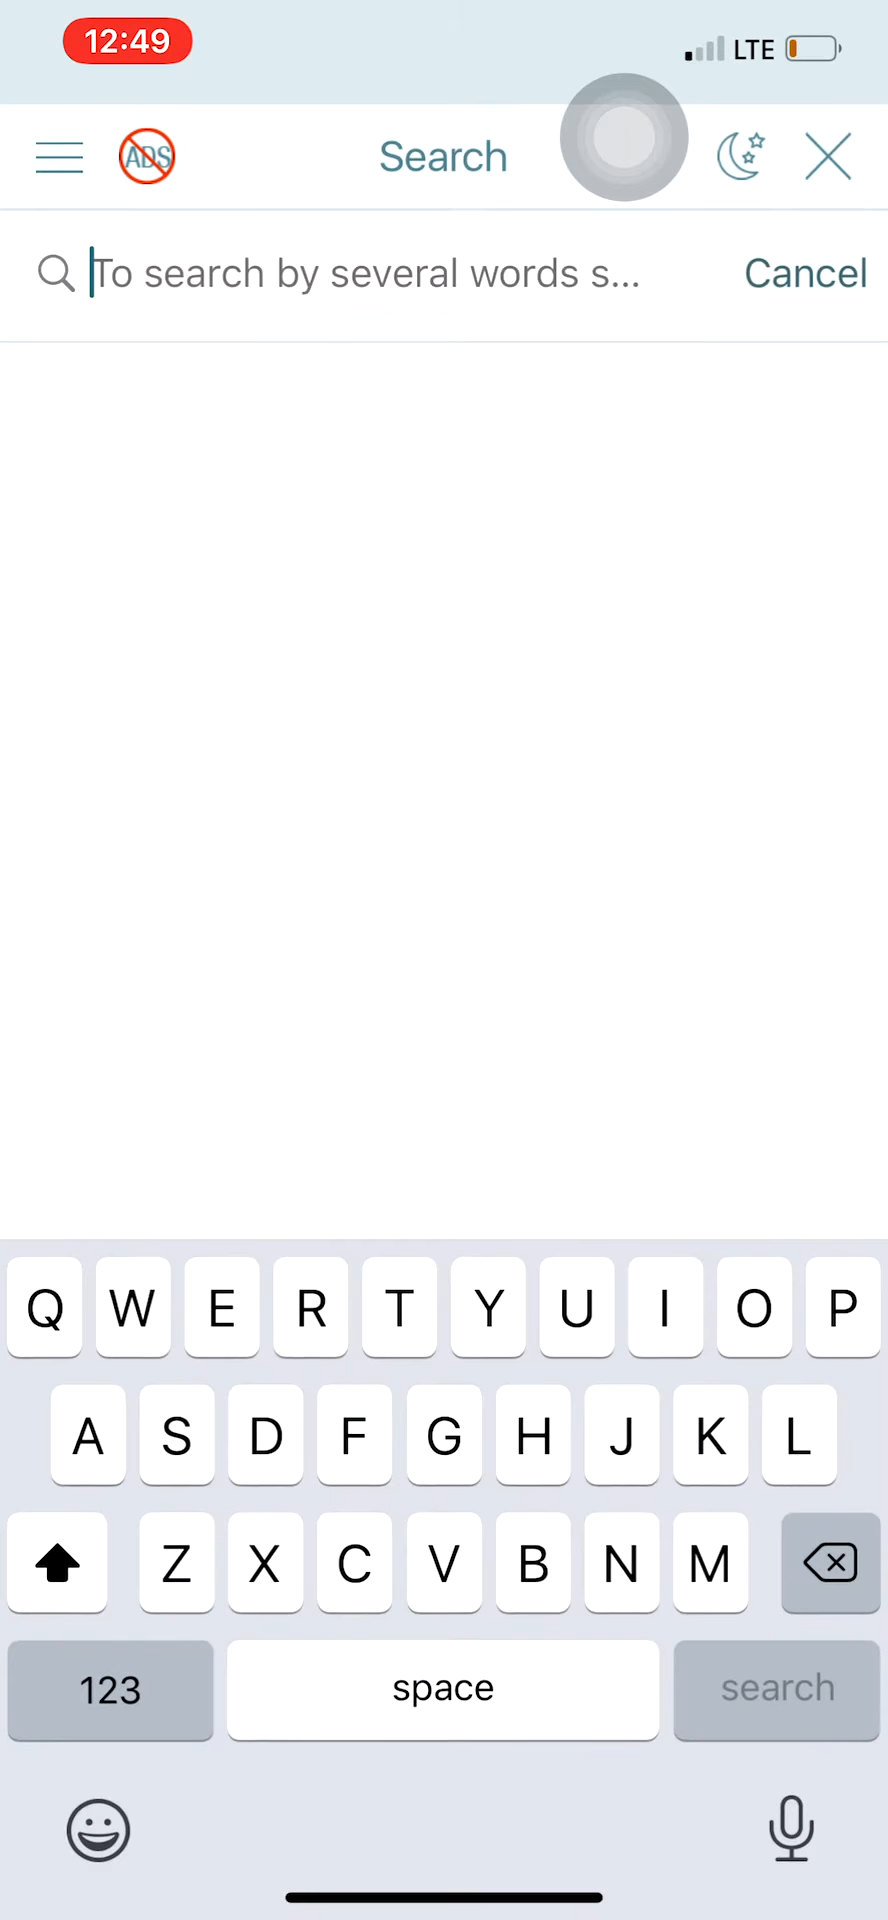 12:49
LTE
ADS
Search
To search by several words s...
Cancel
Q W E R T Y U I O P
A S D F G H J K L
Z X C V B N M
123
space
search